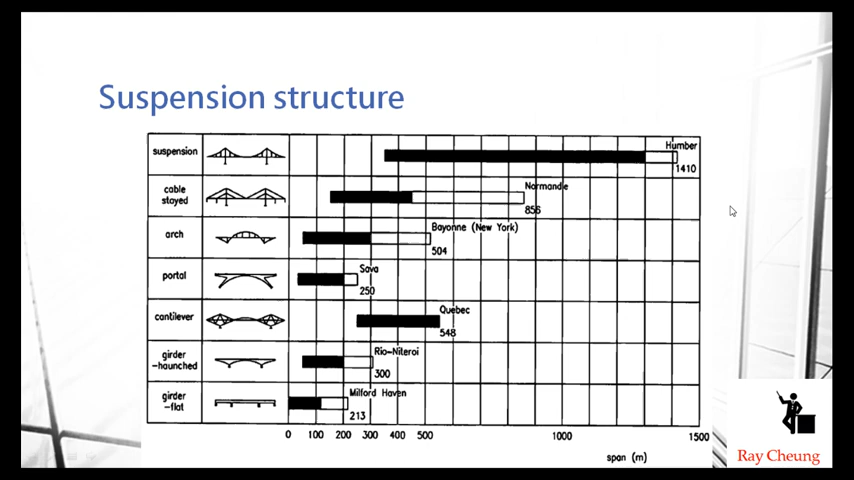 Suspension structure
suspension
Humber
1410
cable
stayed
Normandie
856
arch
Bayonne (New York)
504
portal
Sava
250
cantilever
Quebec
548
girder
-haunched
Rio-Niteroi
300
girder
-flat
Milford Haven
213
0 100 200 300 400 500 1000 1500
span (m)
Ray Cheung